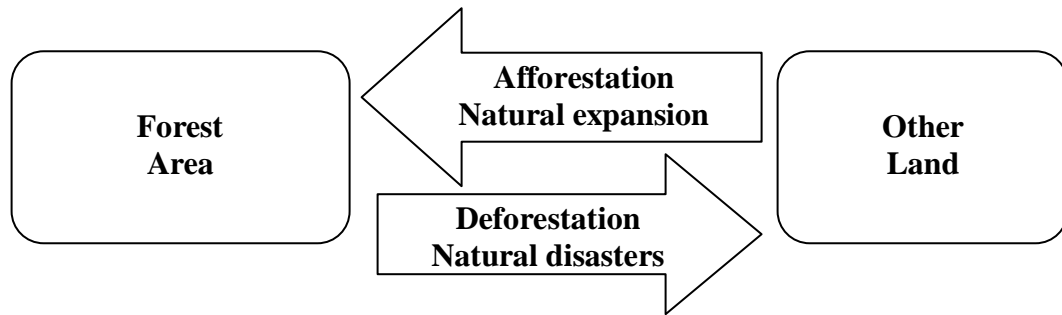 Forest
Area
Afforestation
Natural expansion
Deforestation
Natural disasters
Other
Land